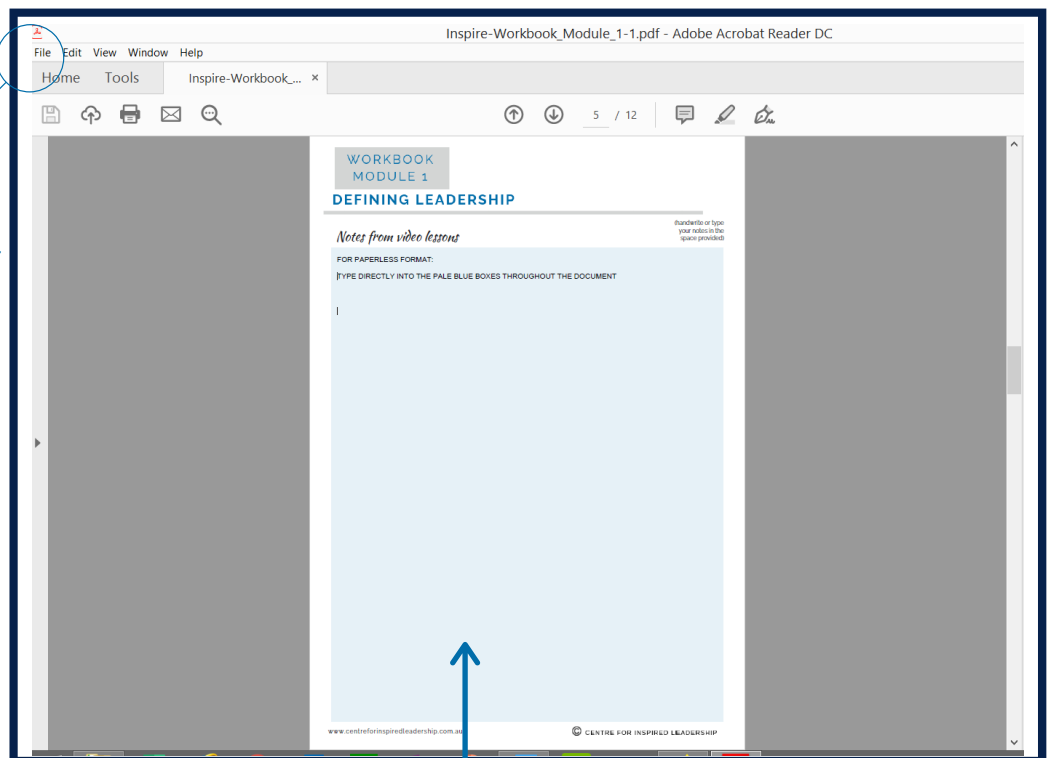 Inspire-Workbook_Module_1-1.pdf - Adobe Acrobat Reader DC
File Edit View Window Help
Home Tools Inspire-Workbook_... ×
5 / 12
WORKBOOK
MODULE 1
DEFINING LEADERSHIP
(handwrite or type
your notes in the
space provided)
Notes from video lessons
FOR PAPERLESS FORMAT:
TYPE DIRECTLY INTO THE PALE BLUE BOXES THROUGHOUT THE DOCUMENT
www.centreforinspiredleadership.com.au © CENTRE FOR INSPIRED LEADERSHIP